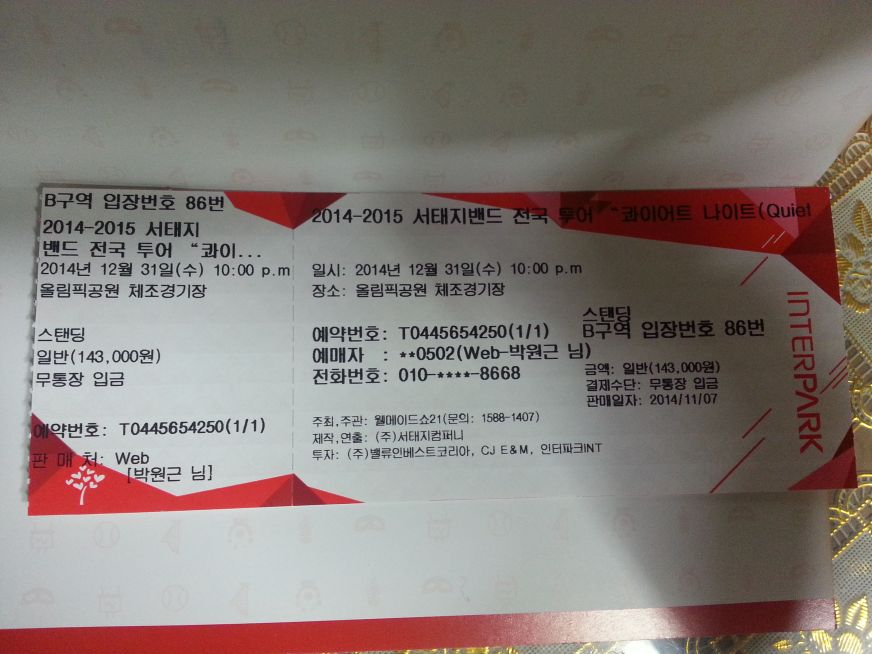 B구역 입장번호 86번
2014-2015 서태지
밴드 전국 투어 “콰이...
2014년 12월 31일(수) 10:00 p.m
올림픽공원 체조경기장
스탠딩
일반(143,000원)
무통장 입금
예약번호: T0445654250(1/1)
판 매 처: Web
[박원근 님]
2014-2015 서태지밴드 전국 투어 “콰이어트 나이트(Quiet
일시: 2014년 12월 31일(수) 10:00 p.m
장소: 올림픽공원 체조경기장
스탠딩
B구역 입장번호 86번
예약번호: T0445654250(1/1)
예매자 : **0502(Web-박원근 님)
전화번호: 010-****-8668
금액: 일반(143,000원)
결제수단: 무통장 입금
판매일자: 2014/11/07
주최,주관: 웰메이드쇼21(문의: 1588-1407)
제작,연출: (주)서태지컴퍼니
투자: (주)밸류인베스트코리아, CJ E&M, 인터파크INT
INTERPARK